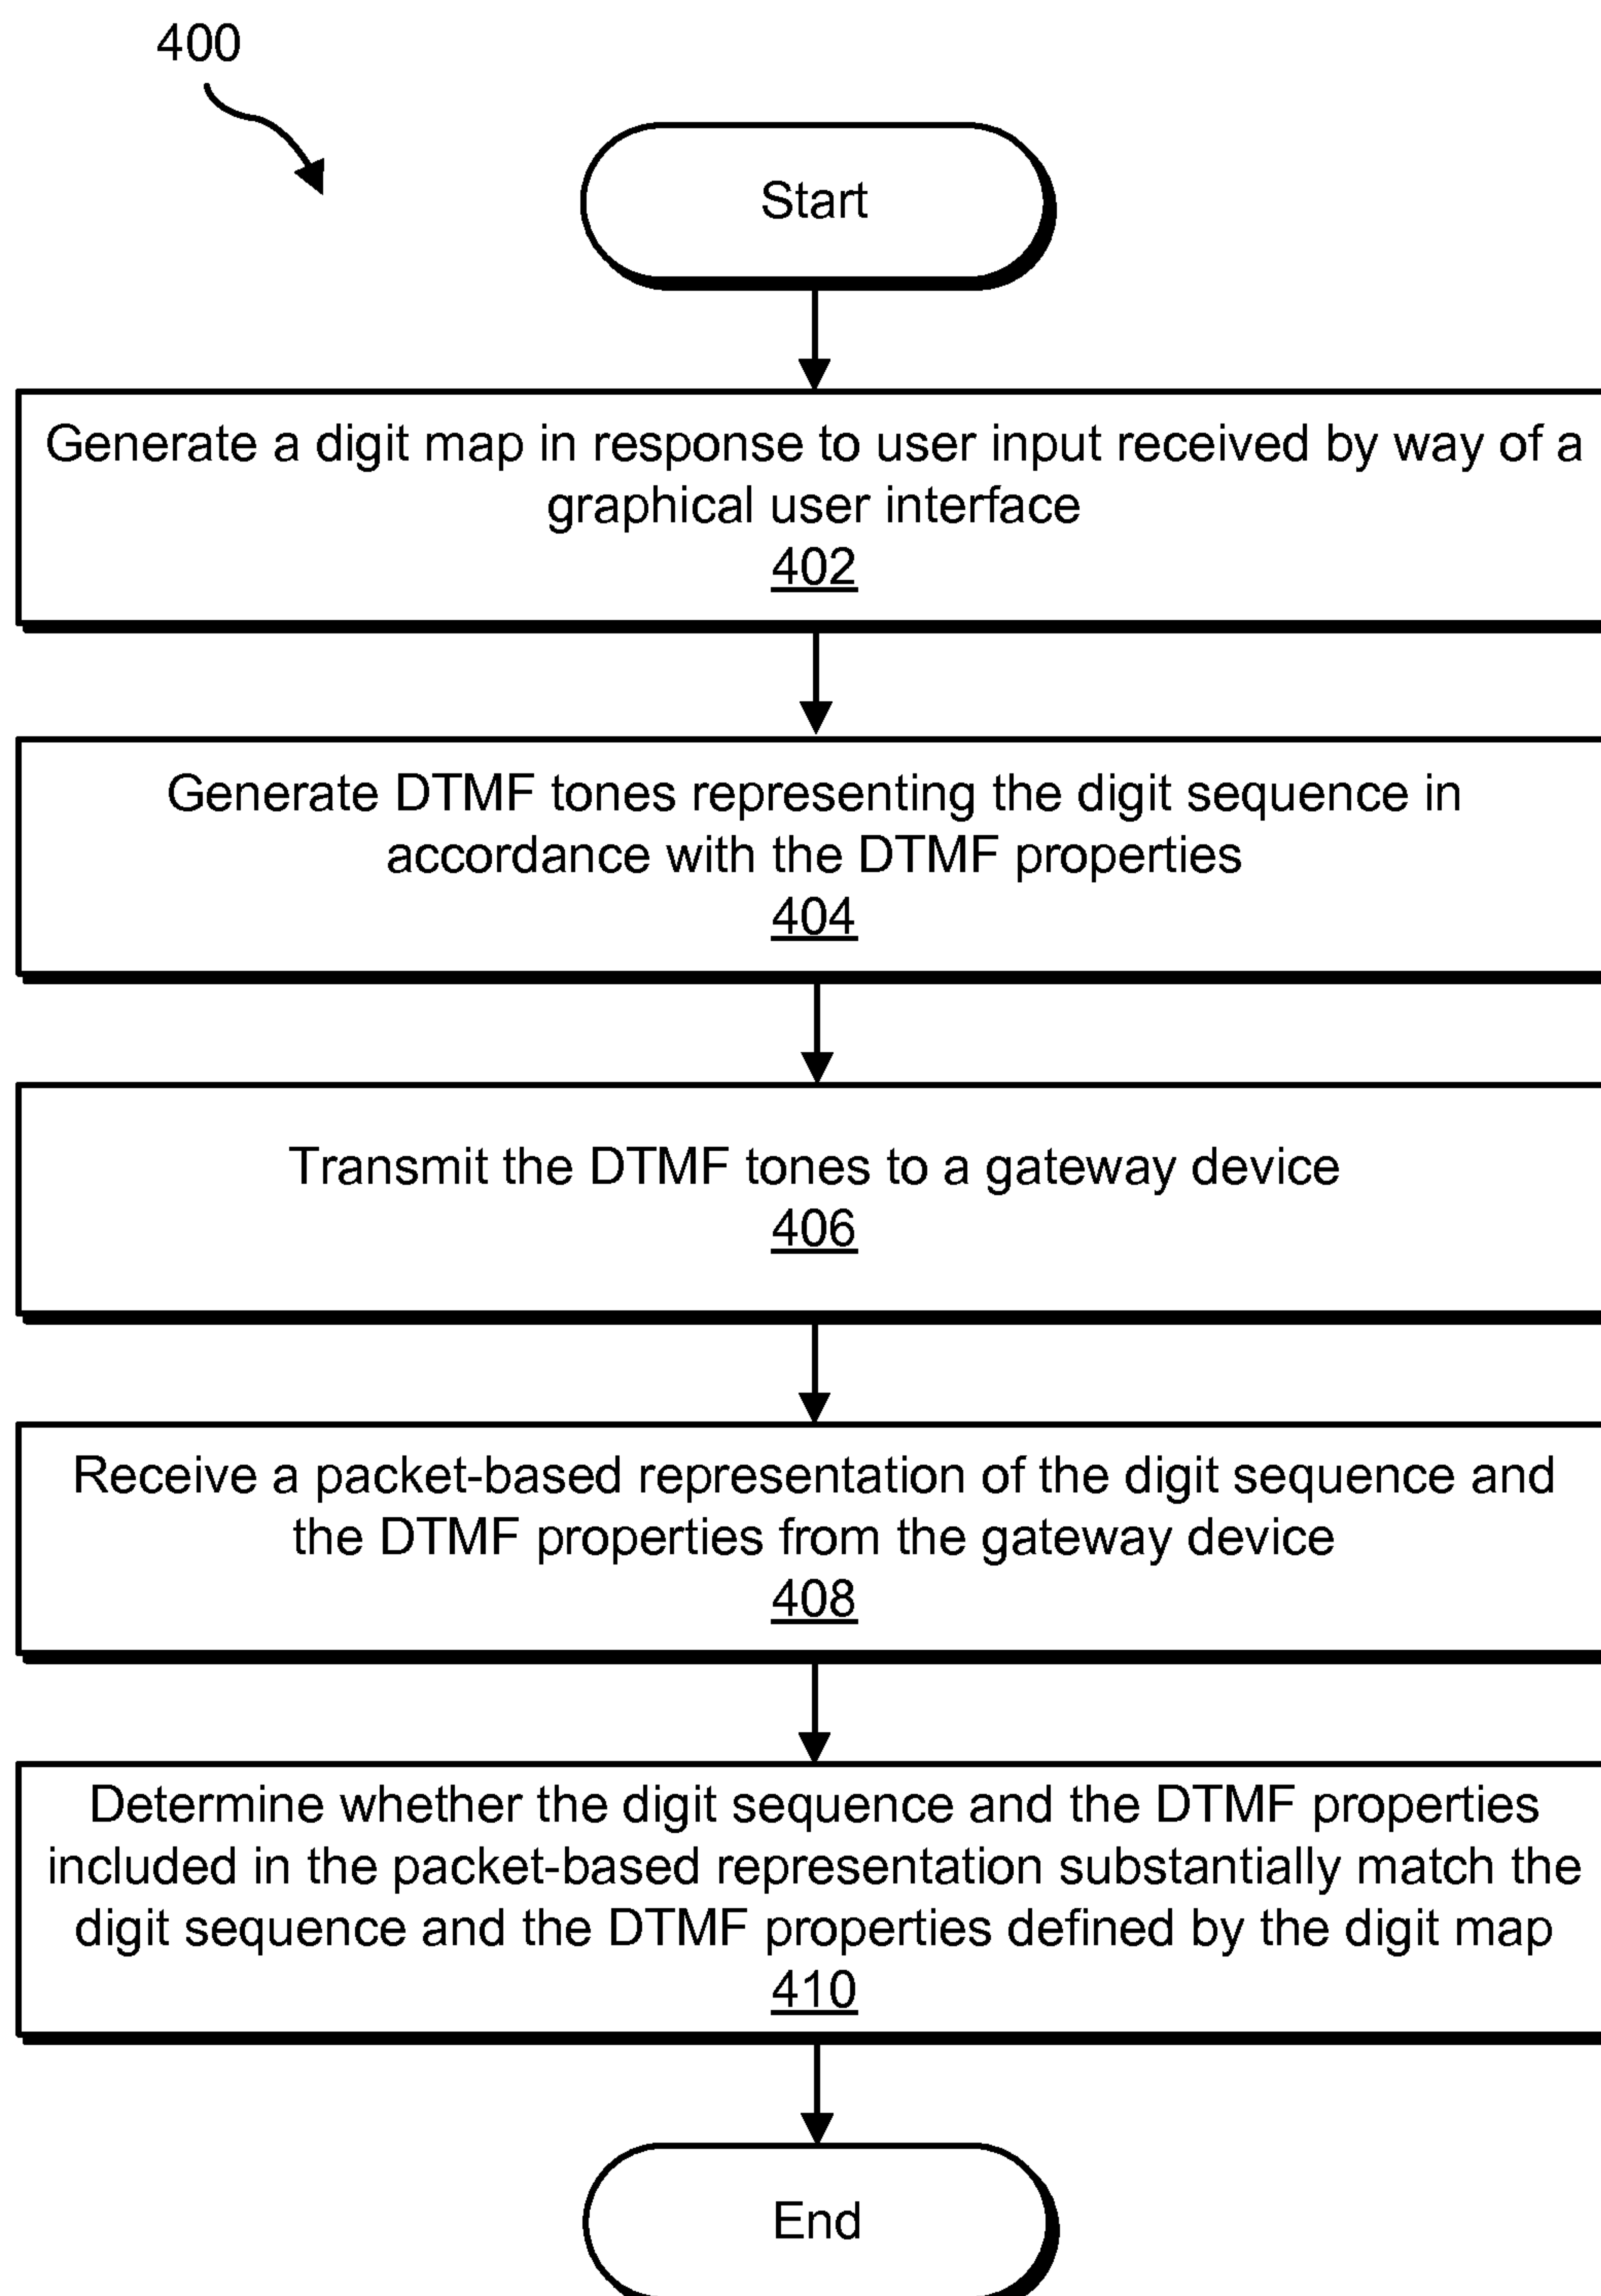 400
Start
Generate a digit map in response to user input received by way of a
graphical user interface
402
Generate DTMF tones representing the digit sequence in
accordance with the DTMF properties
404
Transmit the DTMF tones to a gateway device
406
Receive a packet-based representation of the digit sequence and
the DTMF properties from the gateway device
408
Determine whether the digit sequence and the DTMF properties
included in the packet-based representation substantially match the
digit sequence and the DTMF properties defined by the digit map
410
End